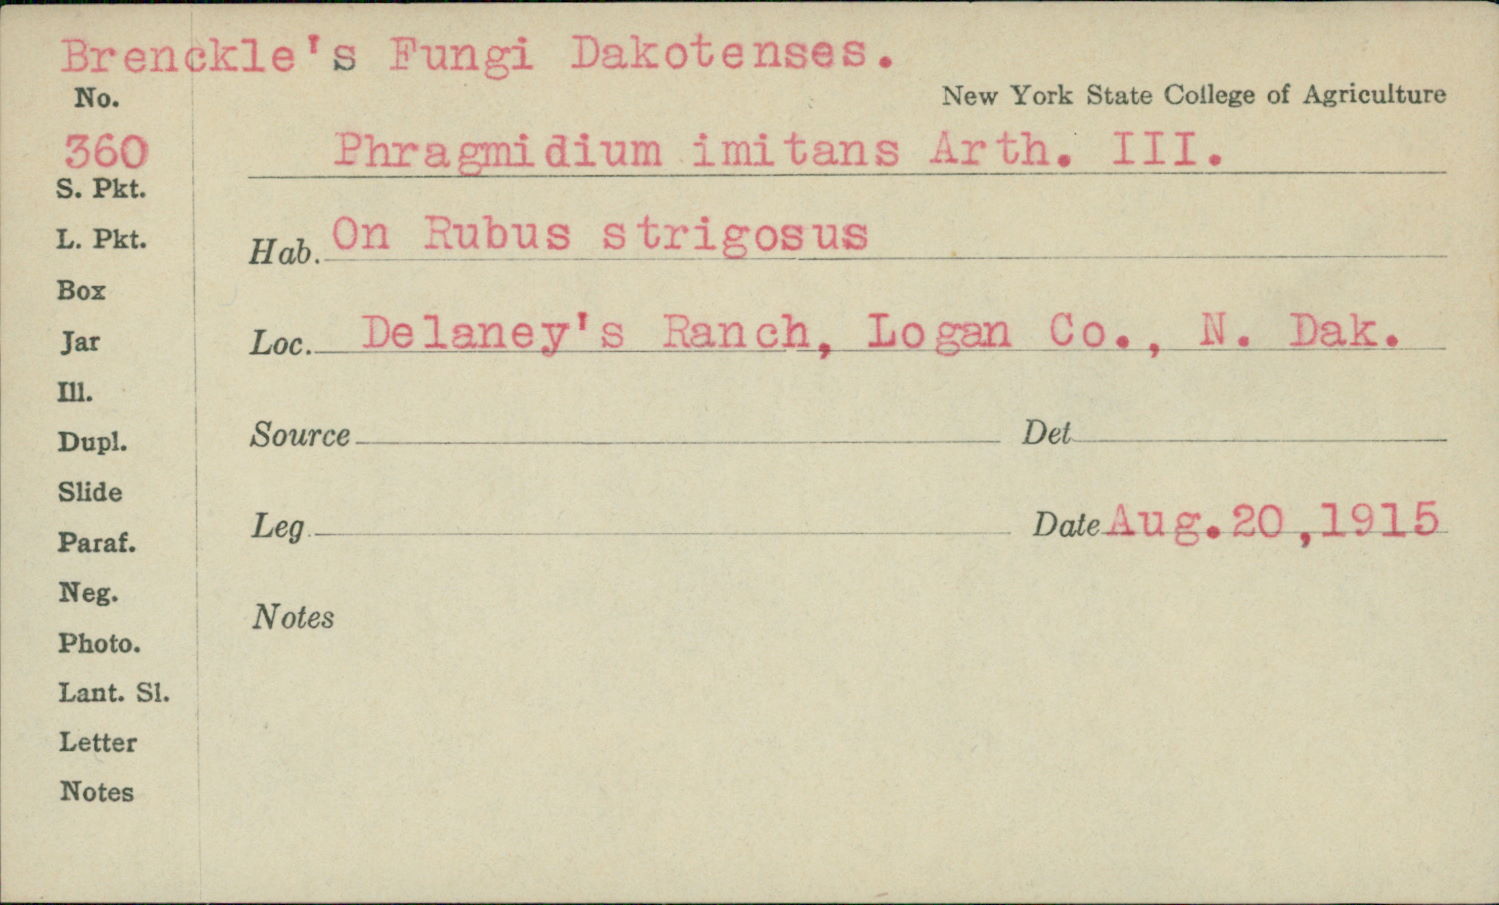 Brenckle's Fungi Dakotenses.
No.
New York State College of Agriculture
360
Phragmidium imitans Arth. III.
S. Pkt.
L. Pkt.
Hab. On Rubus strigosus
Box
Jar
Loc. Delaney's Ranch, Logan Co., N. Dak.
Ill.
Dupl.
Source
Det
Slide
Leg
Date Aug.20,1915
Paraf.
Neg.
Notes
Photo.
Lant. Sl.
Letter
Notes